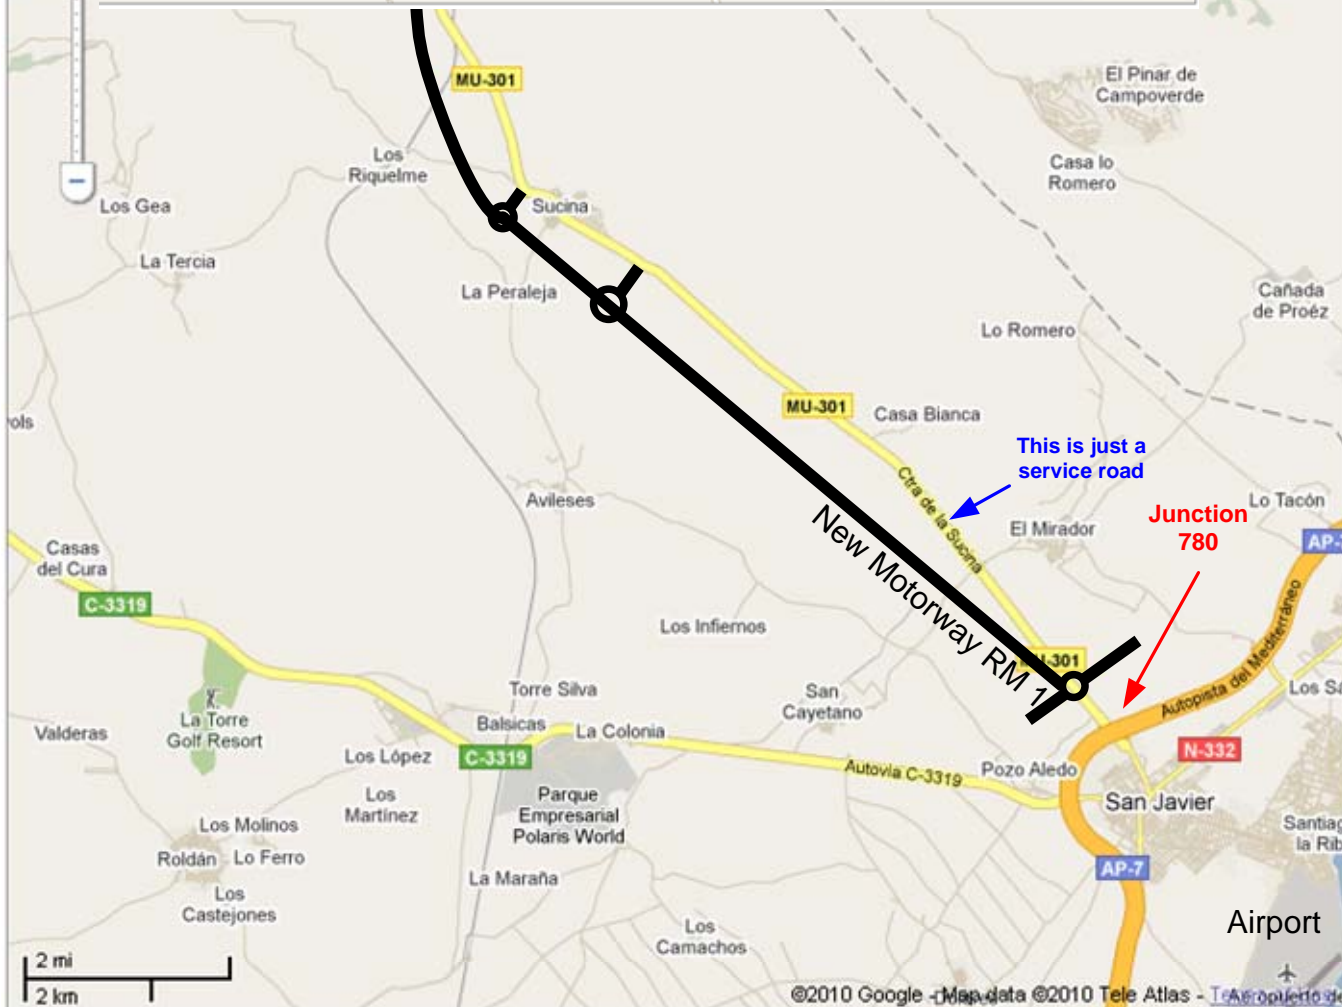 MU-301
El Pinar de
Campoverde
Los
Riquelme
Casa lo
Romero
Los Gea
Sucina
La Tercia
La Peraleja
Cañada
de Proéz
Lo Romero
MU-301
Casa Bianca
This is just a
service road
Ctra de la Sucina
Avileses
Lo Tacón
Junction
780
El Mirador
New Motorway RM 1
AP-
Casas
del Cura
C-3319
Los Infiernos
Autopista del Mediterráneo
-301
Torre Silva
San
Cayetano
Los Sá
La Torre
Golf Resort
Valderas
Balsicas
La Colonia
N-332
Los López
C-3319
Autovia C-3319
Pozo Aledo
San Javier
Los
Martínez
Parque
Empresarial
Polaris World
Los Molinos
Santiag
la Rib
Roldán
Lo Ferro
AP-7
La Maraña
Los
Castejones
Los
Camachos
Airport
2 mi
2 km
©2010 Google - Map data ©2010 Tele Atlas -